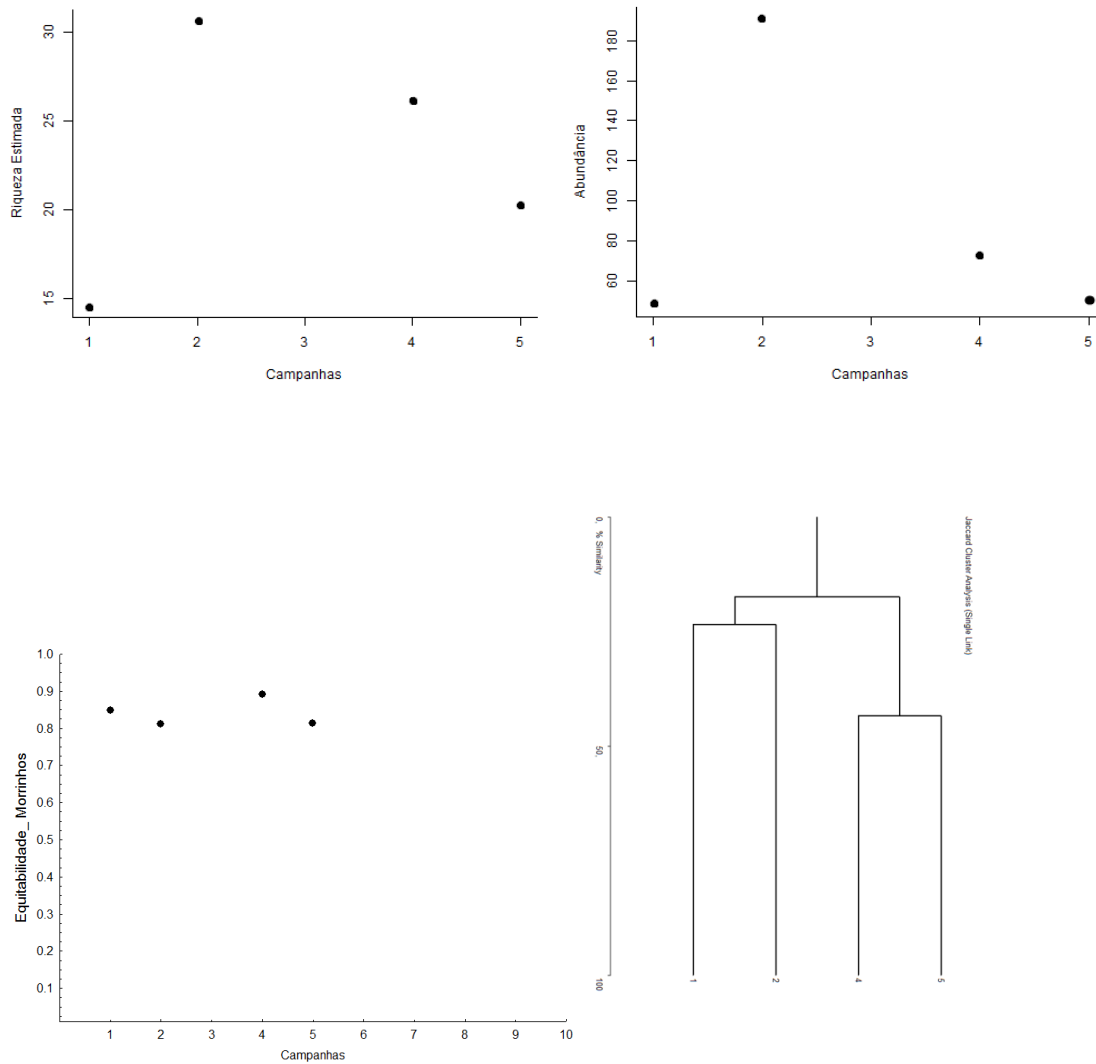 Riqueza Estimada
30
25
20
15
1 2 3 4 5
Campanhas
Abundância
180
160
140
120
100
80
60
1 2 3 4 5
Campanhas
Equitabilidade_ Morrinhos
1.0
0.9
0.8
0.7
0.6
0.5
0.4
0.3
0.2
0.1
1 2 3 4 5 7 7 8 9 10
Campanhas
Jaccard Cluster Analysis (Single Link)
0. % Similarity
50.
100
1 2 4 5